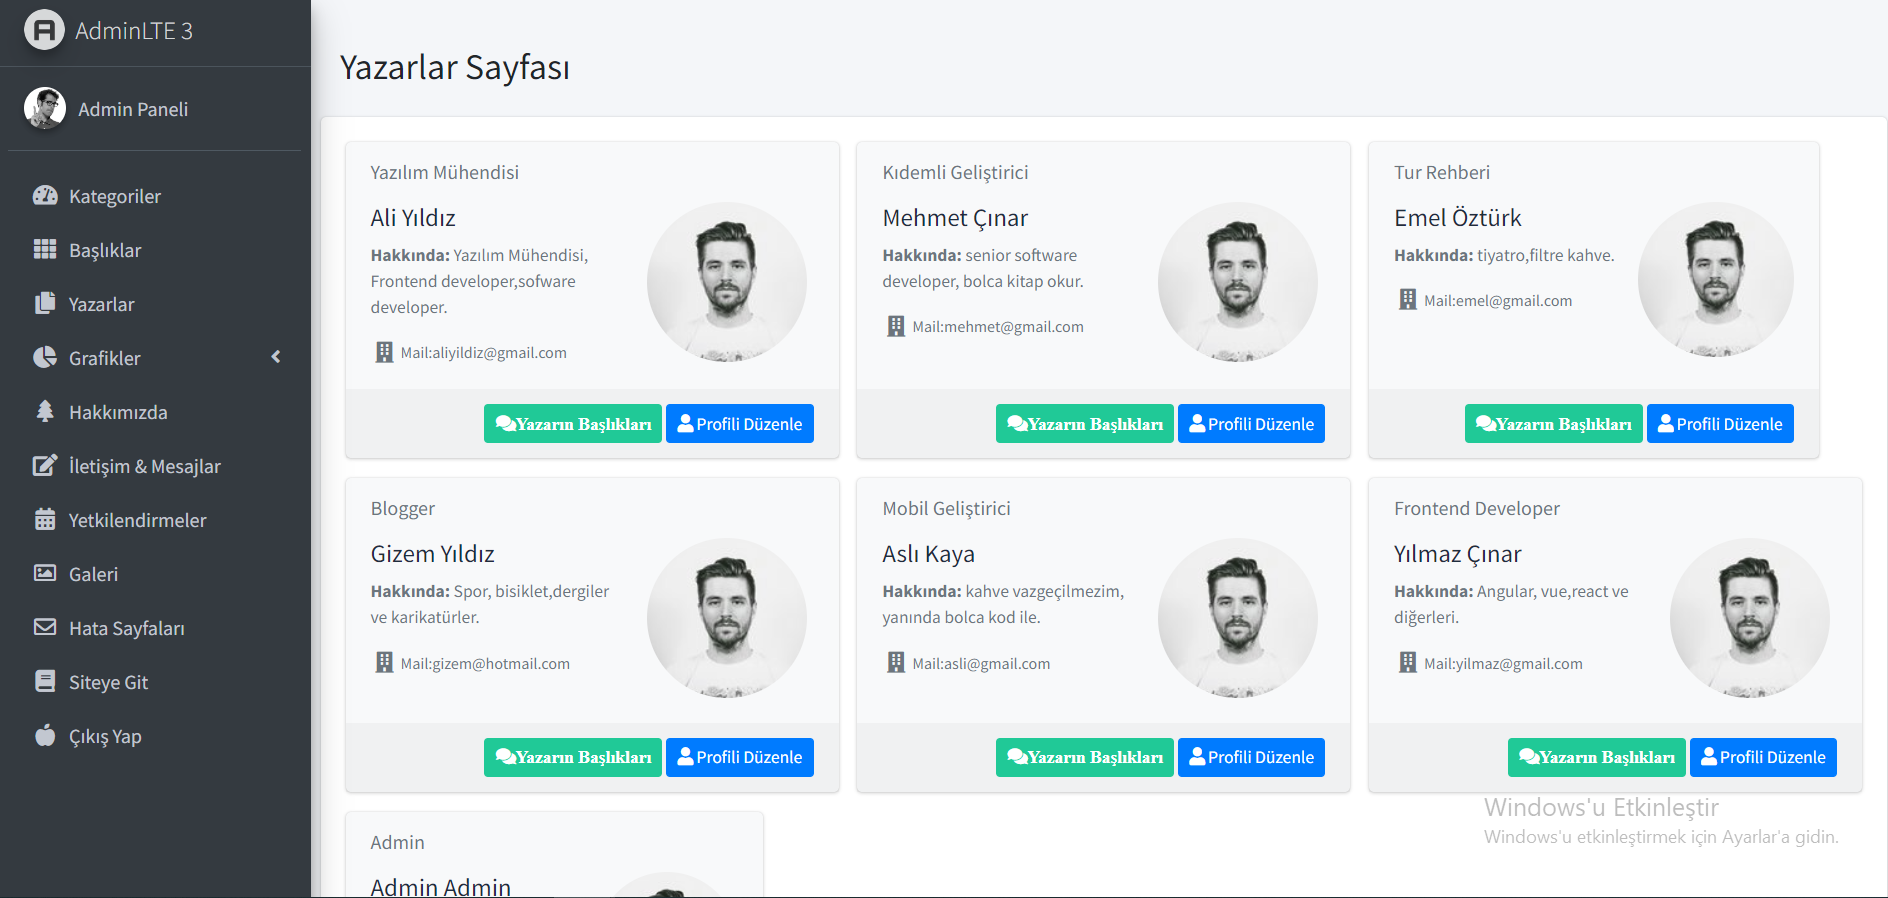 AdminLTE 3
Admin Paneli
Kategoriler
Başlıklar
Yazarlar
Grafikler
Hakkımızda
İletişim & Mesajlar
Yetkilendirmeler
Galeri
Hata Sayfaları
Siteye Git
Çıkış Yap
Yazarlar Sayfası
Yazılım Mühendisi
Ali Yıldız
Hakkında: Yazılım Mühendisi,
Frontend developer,sofware
developer.
Mail:aliyildiz@gmail.com
Yazarın Başlıkları Profili Düzenle
Kıdemli Geliştirici
Mehmet Çınar
Hakkında: senior software
developer, bolca kitap okur.
Mail:mehmet@gmail.com
Yazarın Başlıkları Profili Düzenle
Tur Rehberi
Emel Öztürk
Hakkında: tiyatro,filtre kahve.
Mail:emel@gmail.com
Yazarın Başlıkları Profili Düzenle
Blogger
Gizem Yıldız
Hakkında: Spor, bisiklet,dergiler
ve karikatürler.
Mail:gizem@hotmail.com
Yazarın Başlıkları Profili Düzenle
Mobil Geliştirici
Aslı Kaya
Hakkında: kahve vazgeçilmezim,
yanında bolca kod ile.
Mail:asli@gmail.com
Yazarın Başlıkları Profili Düzenle
Frontend Developer
Yılmaz Çınar
Hakkında: Angular, vue,react ve
diğerleri.
Mail:yilmaz@gmail.com
Yazarın Başlıkları Profili Düzenle
Admin
Admin Admin
Windows'u Etkinleştir
Windows'u etkinleştirmek için Ayarlar'a gidin.